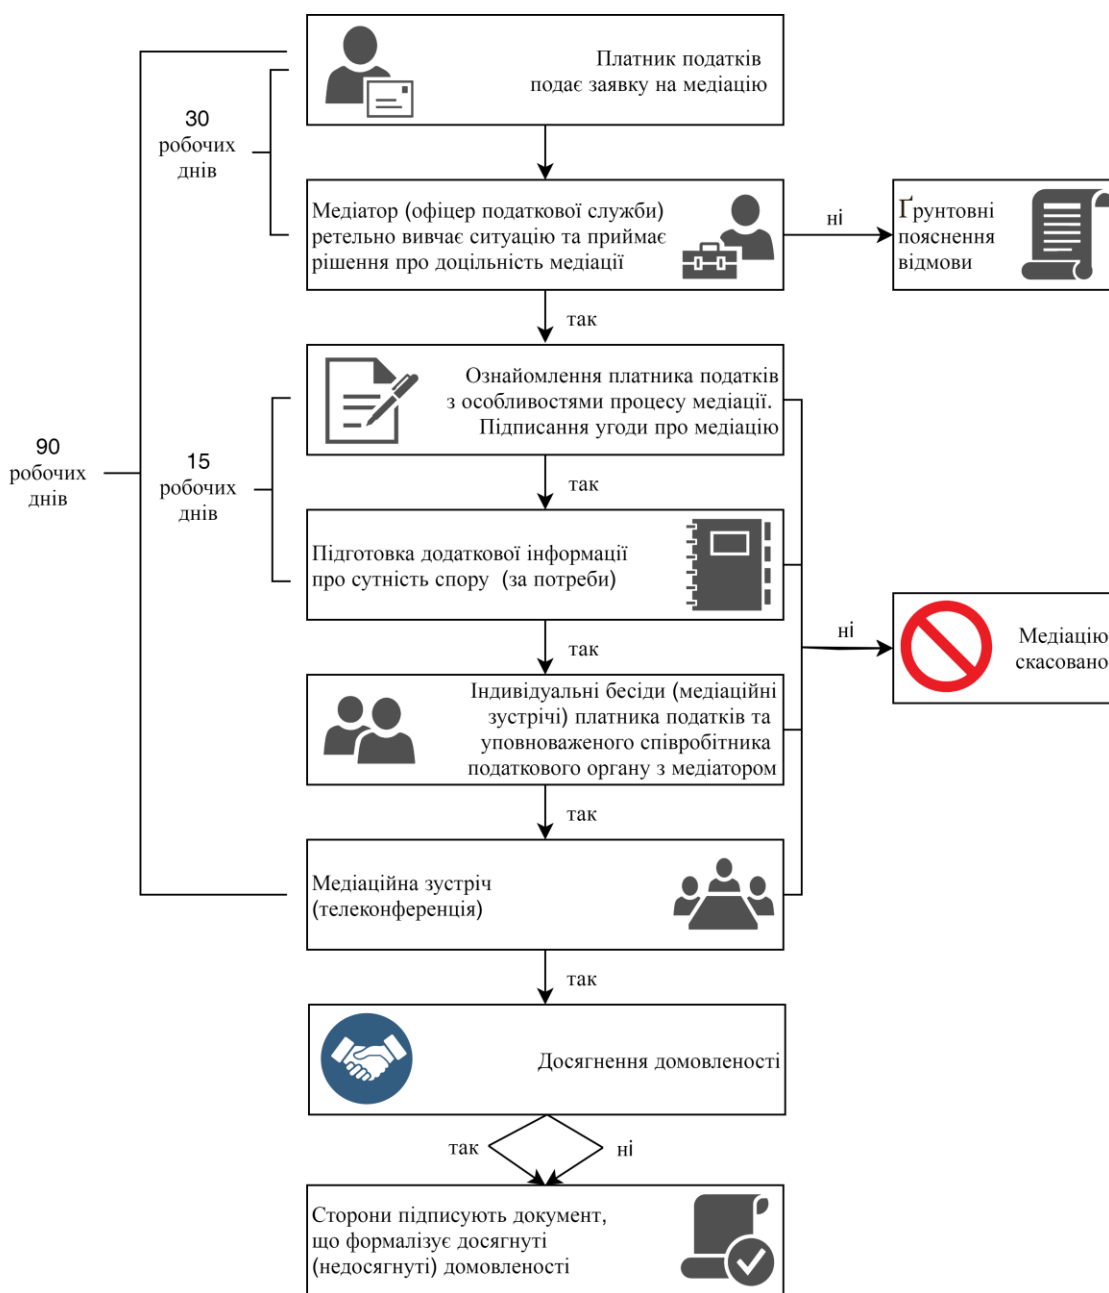 Платник податків
подає заявку на медіацію
30
робочих
днів
Медіатор (офіцер податкової служби)
ретельно вивчає ситуацію та приймає
рішення про доцільність медіації
ні
Ґрунтовні
пояснення
відмови
так
Ознайомлення платника податків
з особливостями процесу медіації.
Підписання угоди про медіацію
90
робочих
днів
15
робочих
днів
так
Підготовка додаткової інформації
про сутність спору (за потреби)
ні
Медіацію
скасовано
так
Індивідуальні бесіди (медіаційні
зустрічі) платника податків та
уповноваженого співробітника
податкового органу з медіатором
так
Медіаційна зустріч
(телеконференція)
так
Досягнення домовленості
так
ні
Сторони підписують документ,
що формалізує досягнуті
(недосягнуті) домовленості